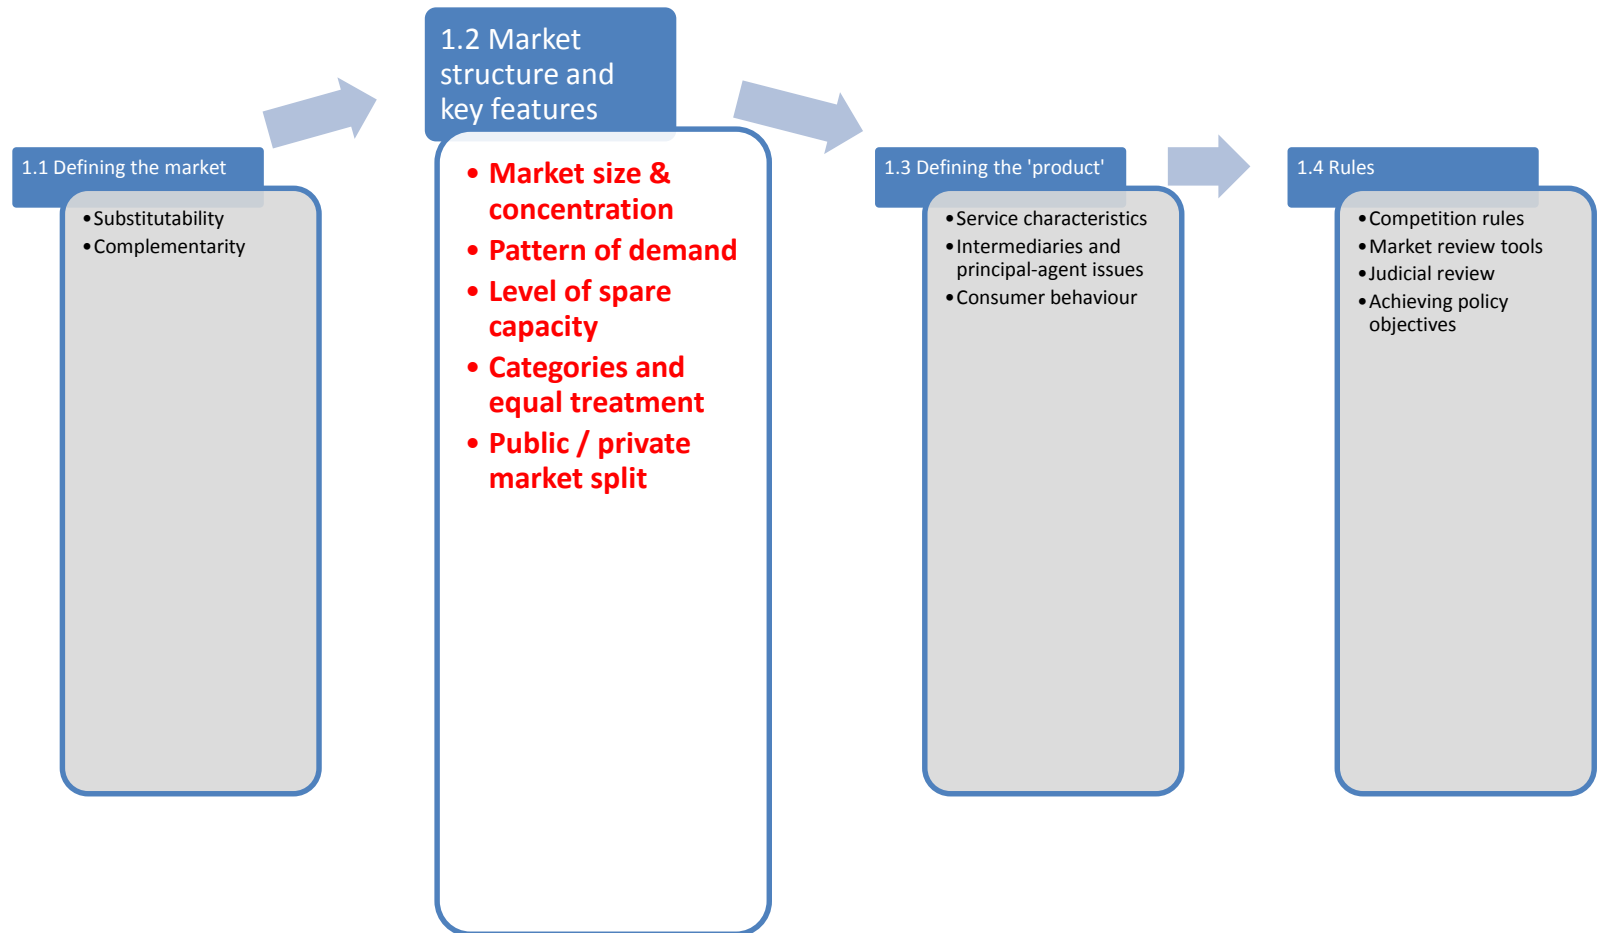 1.1 Defining the market
•Substitutability
•Complementarity
1.2 Market
structure and
key features
• Market size &
concentration
• Pattern of demand
• Level of spare
capacity
• Categories and
equal treatment
• Public / private
market split
1.3 Defining the 'product'
•Service characteristics
•Intermediaries and
principal-agent issues
•Consumer behaviour
1.4 Rules
•Competition rules
•Market review tools
•Judicial review
•Achieving policy
objectives